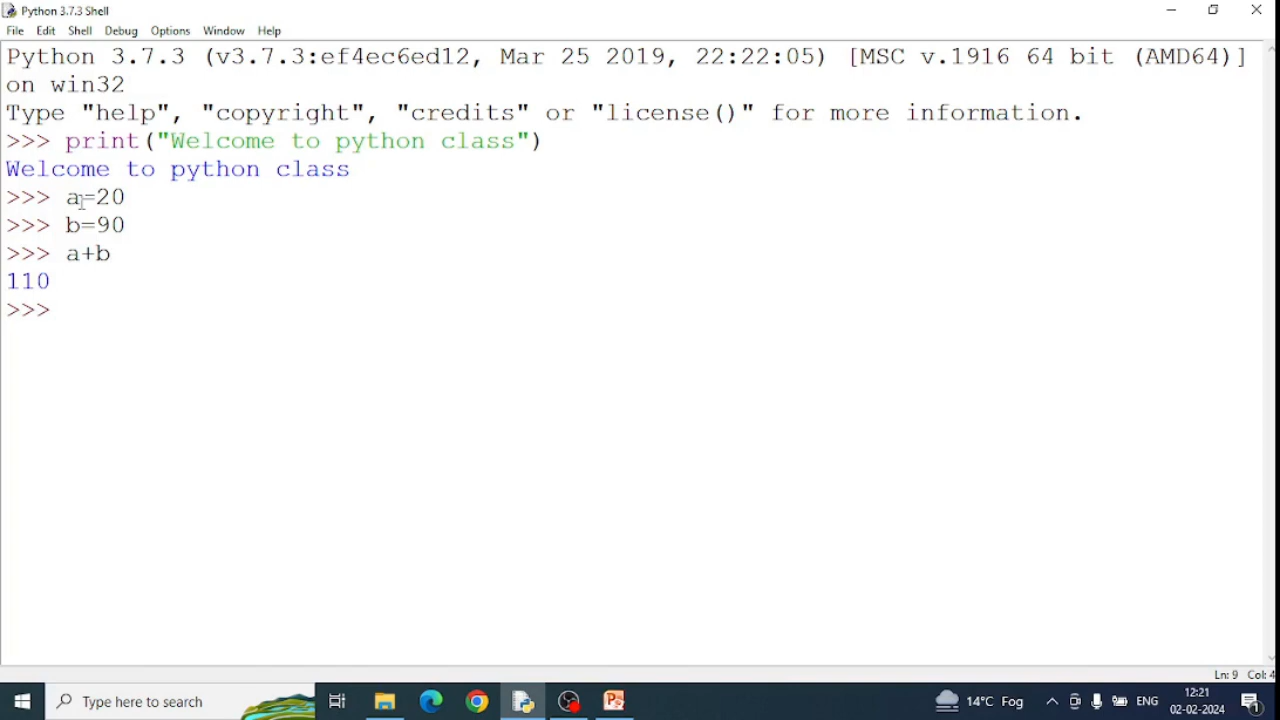 Python 3.7.3 Shell
File Edit Shell Debug Options Window Help
Python 3.7.3 (v3.7.3:ef4ec6ed12, Mar 25 2019, 22:22:05) [MSC v.1916 64 bit (AMD64)]
on win32
Type "help", "copyright", "credits" or "license()" for more information.
>>> print("Welcome to python class")
Welcome to python class
>>> a=20
>>> b=90
>>> a+b
110
>>>
Ln: 9 Col: 4
Type here to search
14°C Fog
ENG
12:21
02-02-2024
1